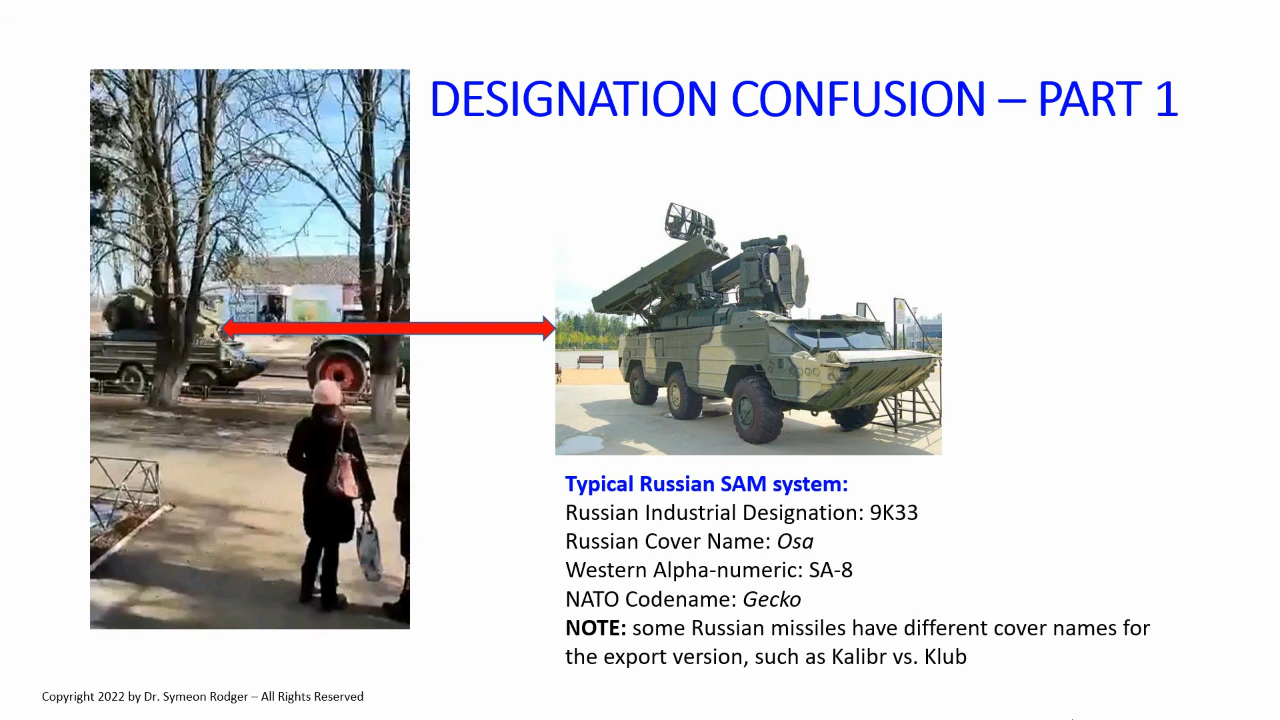 DESIGNATION CONFUSION – PART 1
Typical Russian SAM system:
Russian Industrial Designation: 9K33
Russian Cover Name: Osa
Western Alpha-numeric: SA-8
NATO Codename: Gecko
NOTE: some Russian missiles have different cover names for
the export version, such as Kalibr vs. Klub
Copyright 2022 by Dr. Symeon Rodger – All Rights Reserved